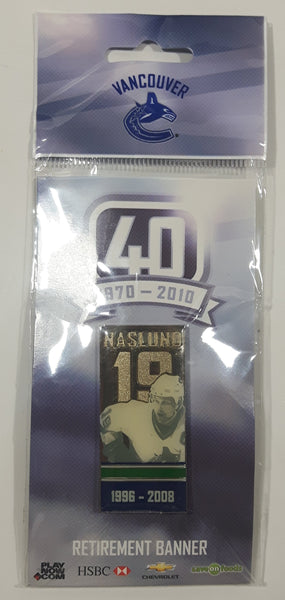 VANCOUVER
40
1970 – 2010
NASLUND
19
1996 - 2008
RETIREMENT BANNER
PLAY
NOW
.COM
HSBC
CHEVROLET
save on foods